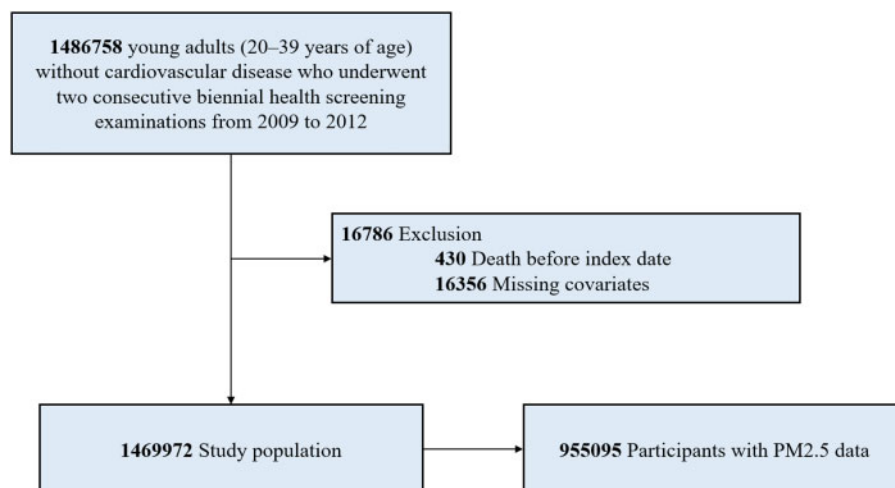 1486758 young adults (20–39 years of age)
without cardiovascular disease who underwent
two consecutive biennial health screening
examinations from 2009 to 2012
16786 Exclusion
430 Death before index date
16356 Missing covariates
1469972 Study population
955095 Participants with PM2.5 data